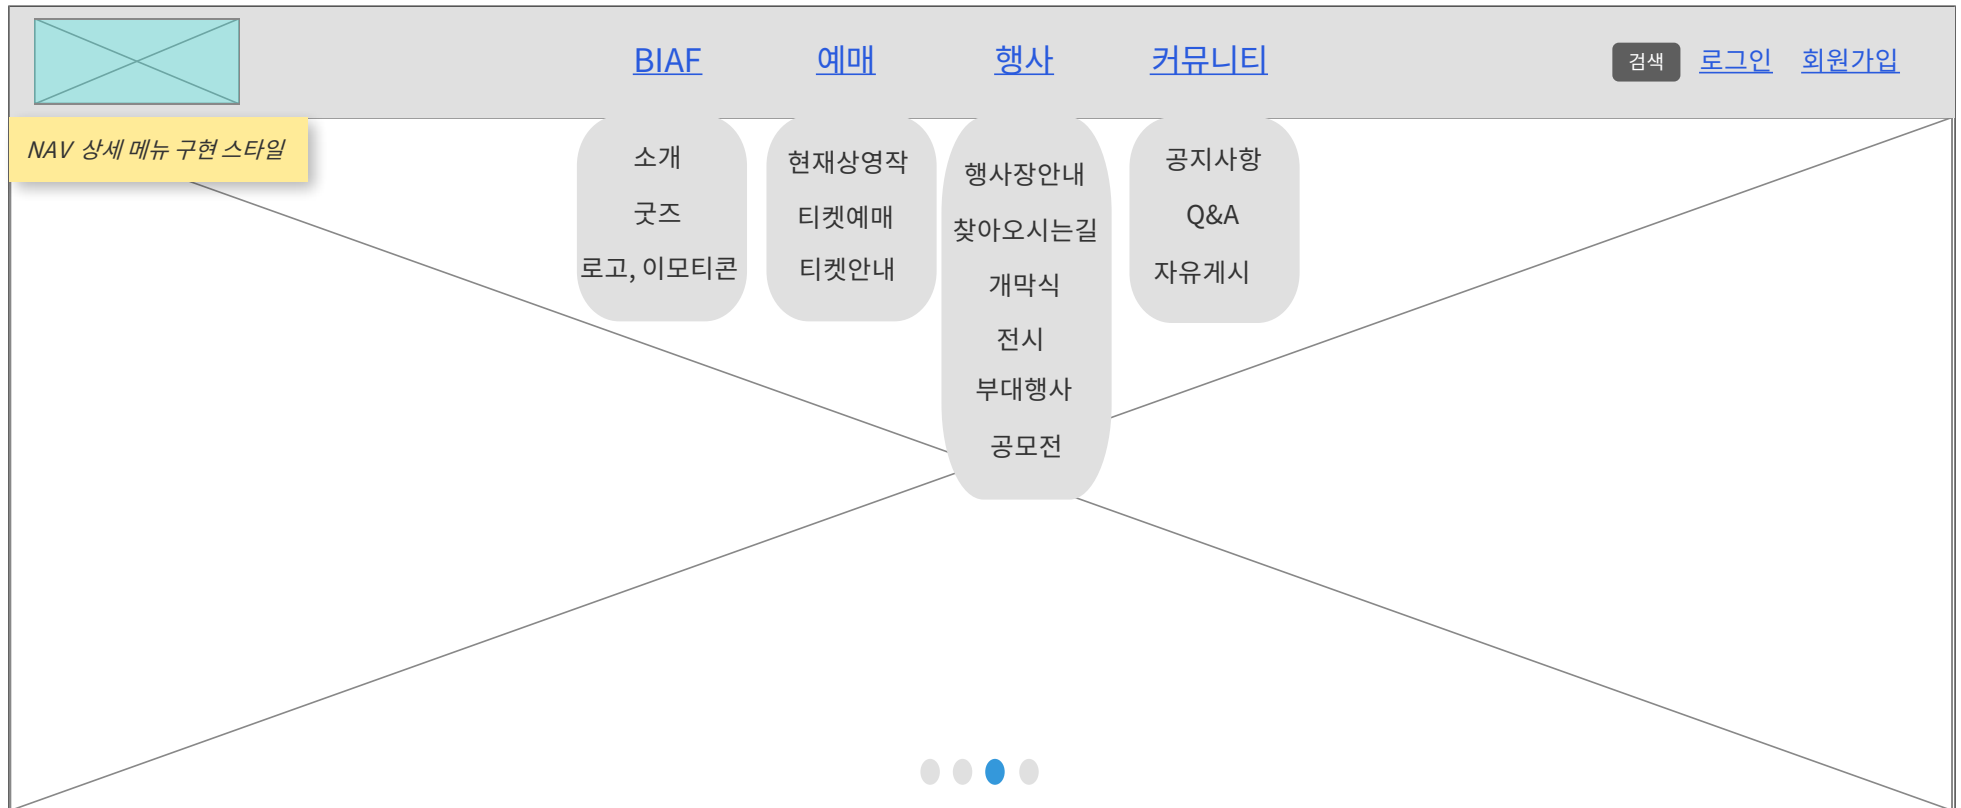 BIAF
예매
행사
커뮤니티
검색
로그인
회원가입
NAV 상세 메뉴 구현 스타일
소개
굿즈
로고, 이모티콘
현재상영작
티켓예매
티켓안내
행사장안내
찾아오시는길
개막식
전시
부대행사
공모전
공지사항
Q&A
자유게시